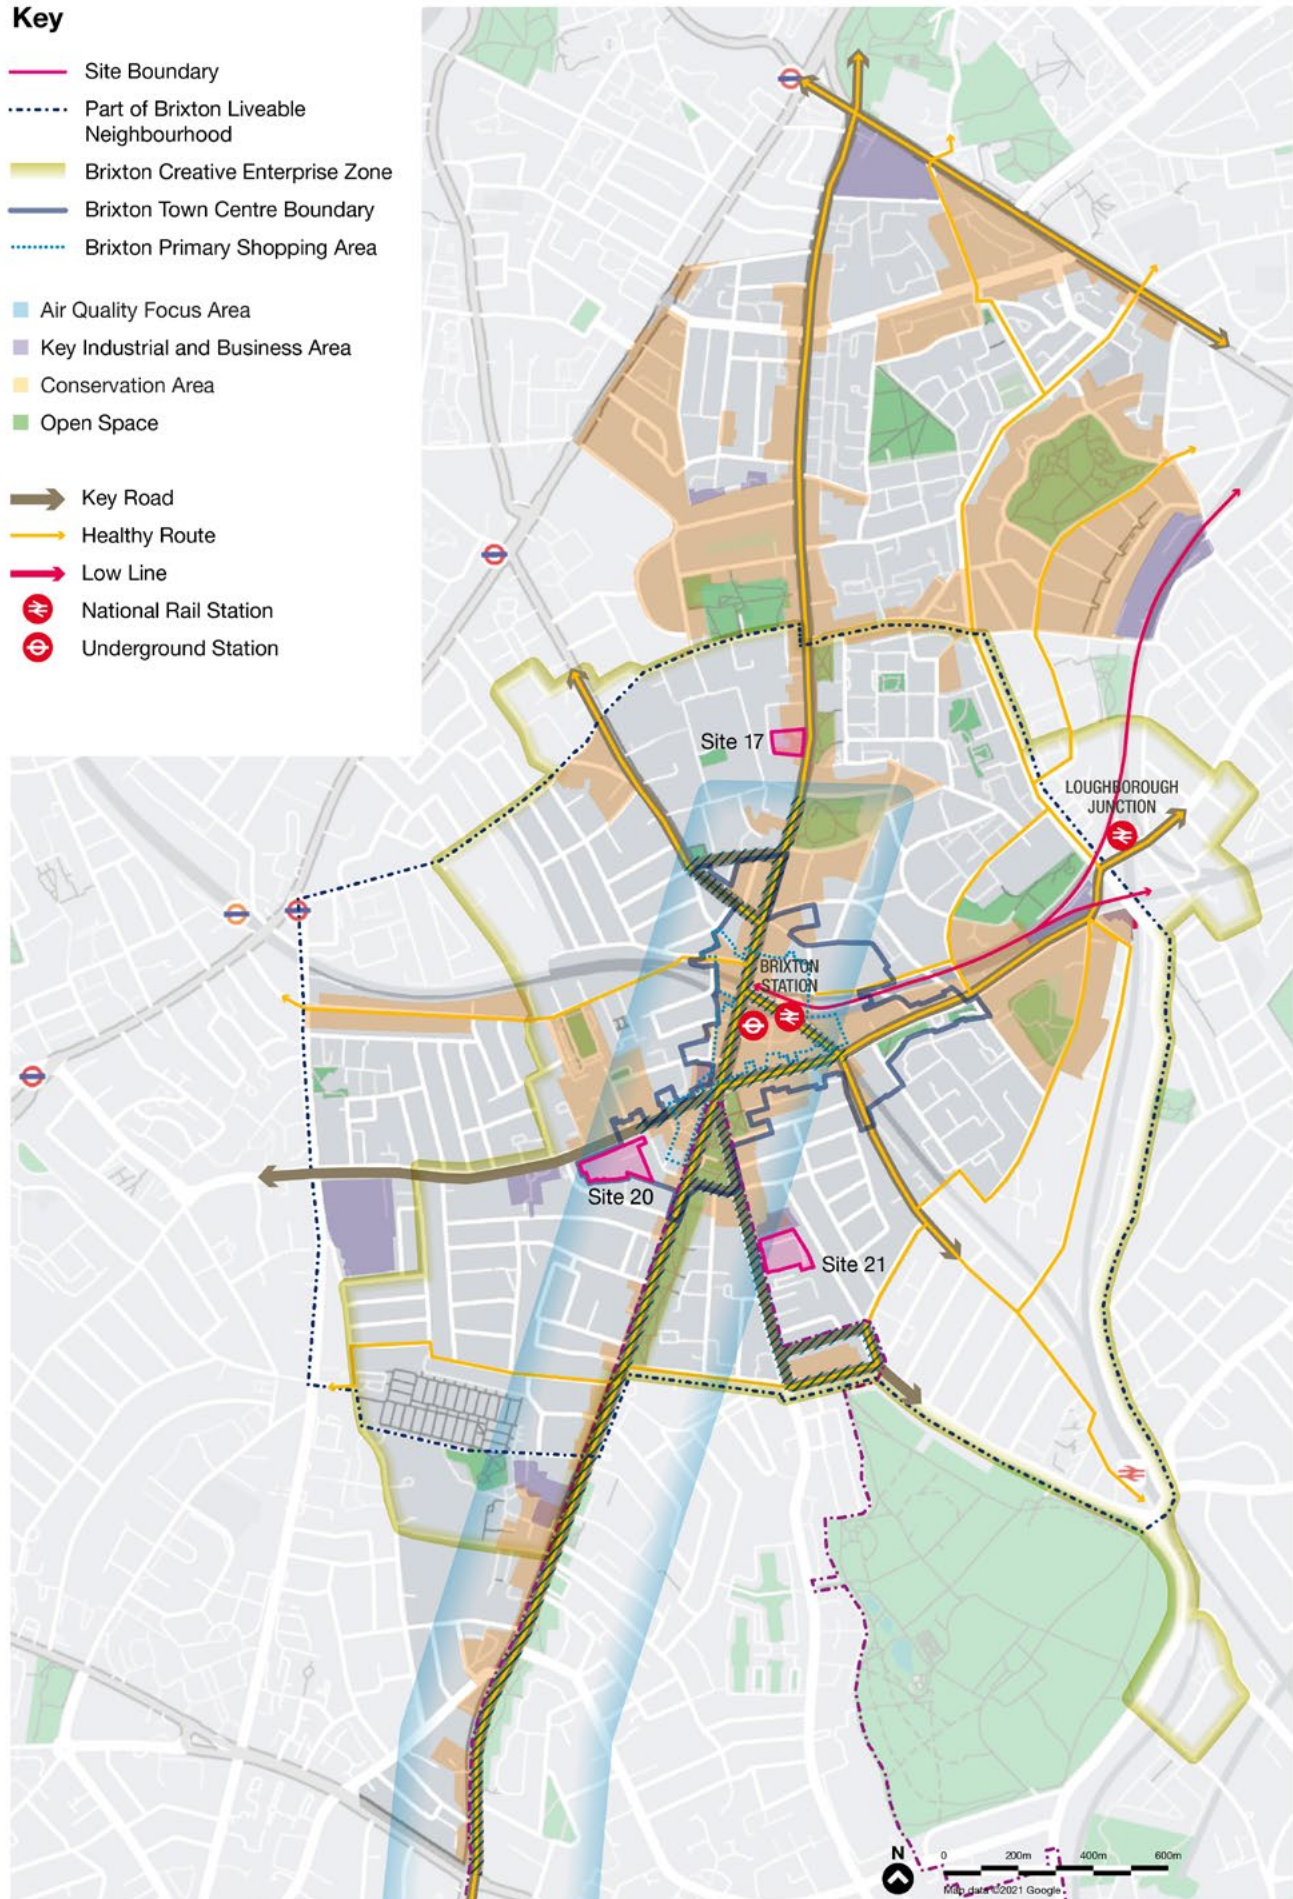 Key
Site Boundary
Part of Brixton Liveable
Neighbourhood
Brixton Creative Enterprise Zone
Brixton Town Centre Boundary
Brixton Primary Shopping Area
Air Quality Focus Area
Key Industrial and Business Area
Conservation Area
Open Space
Key Road
Healthy Route
Low Line
National Rail Station
Underground Station
Site 17
LOUGHBOROUGH
JUNCTION
BRIXTON
STATION
Site 20
Site 21
N
0 200m 400m 600m
Map data ©2021 Google